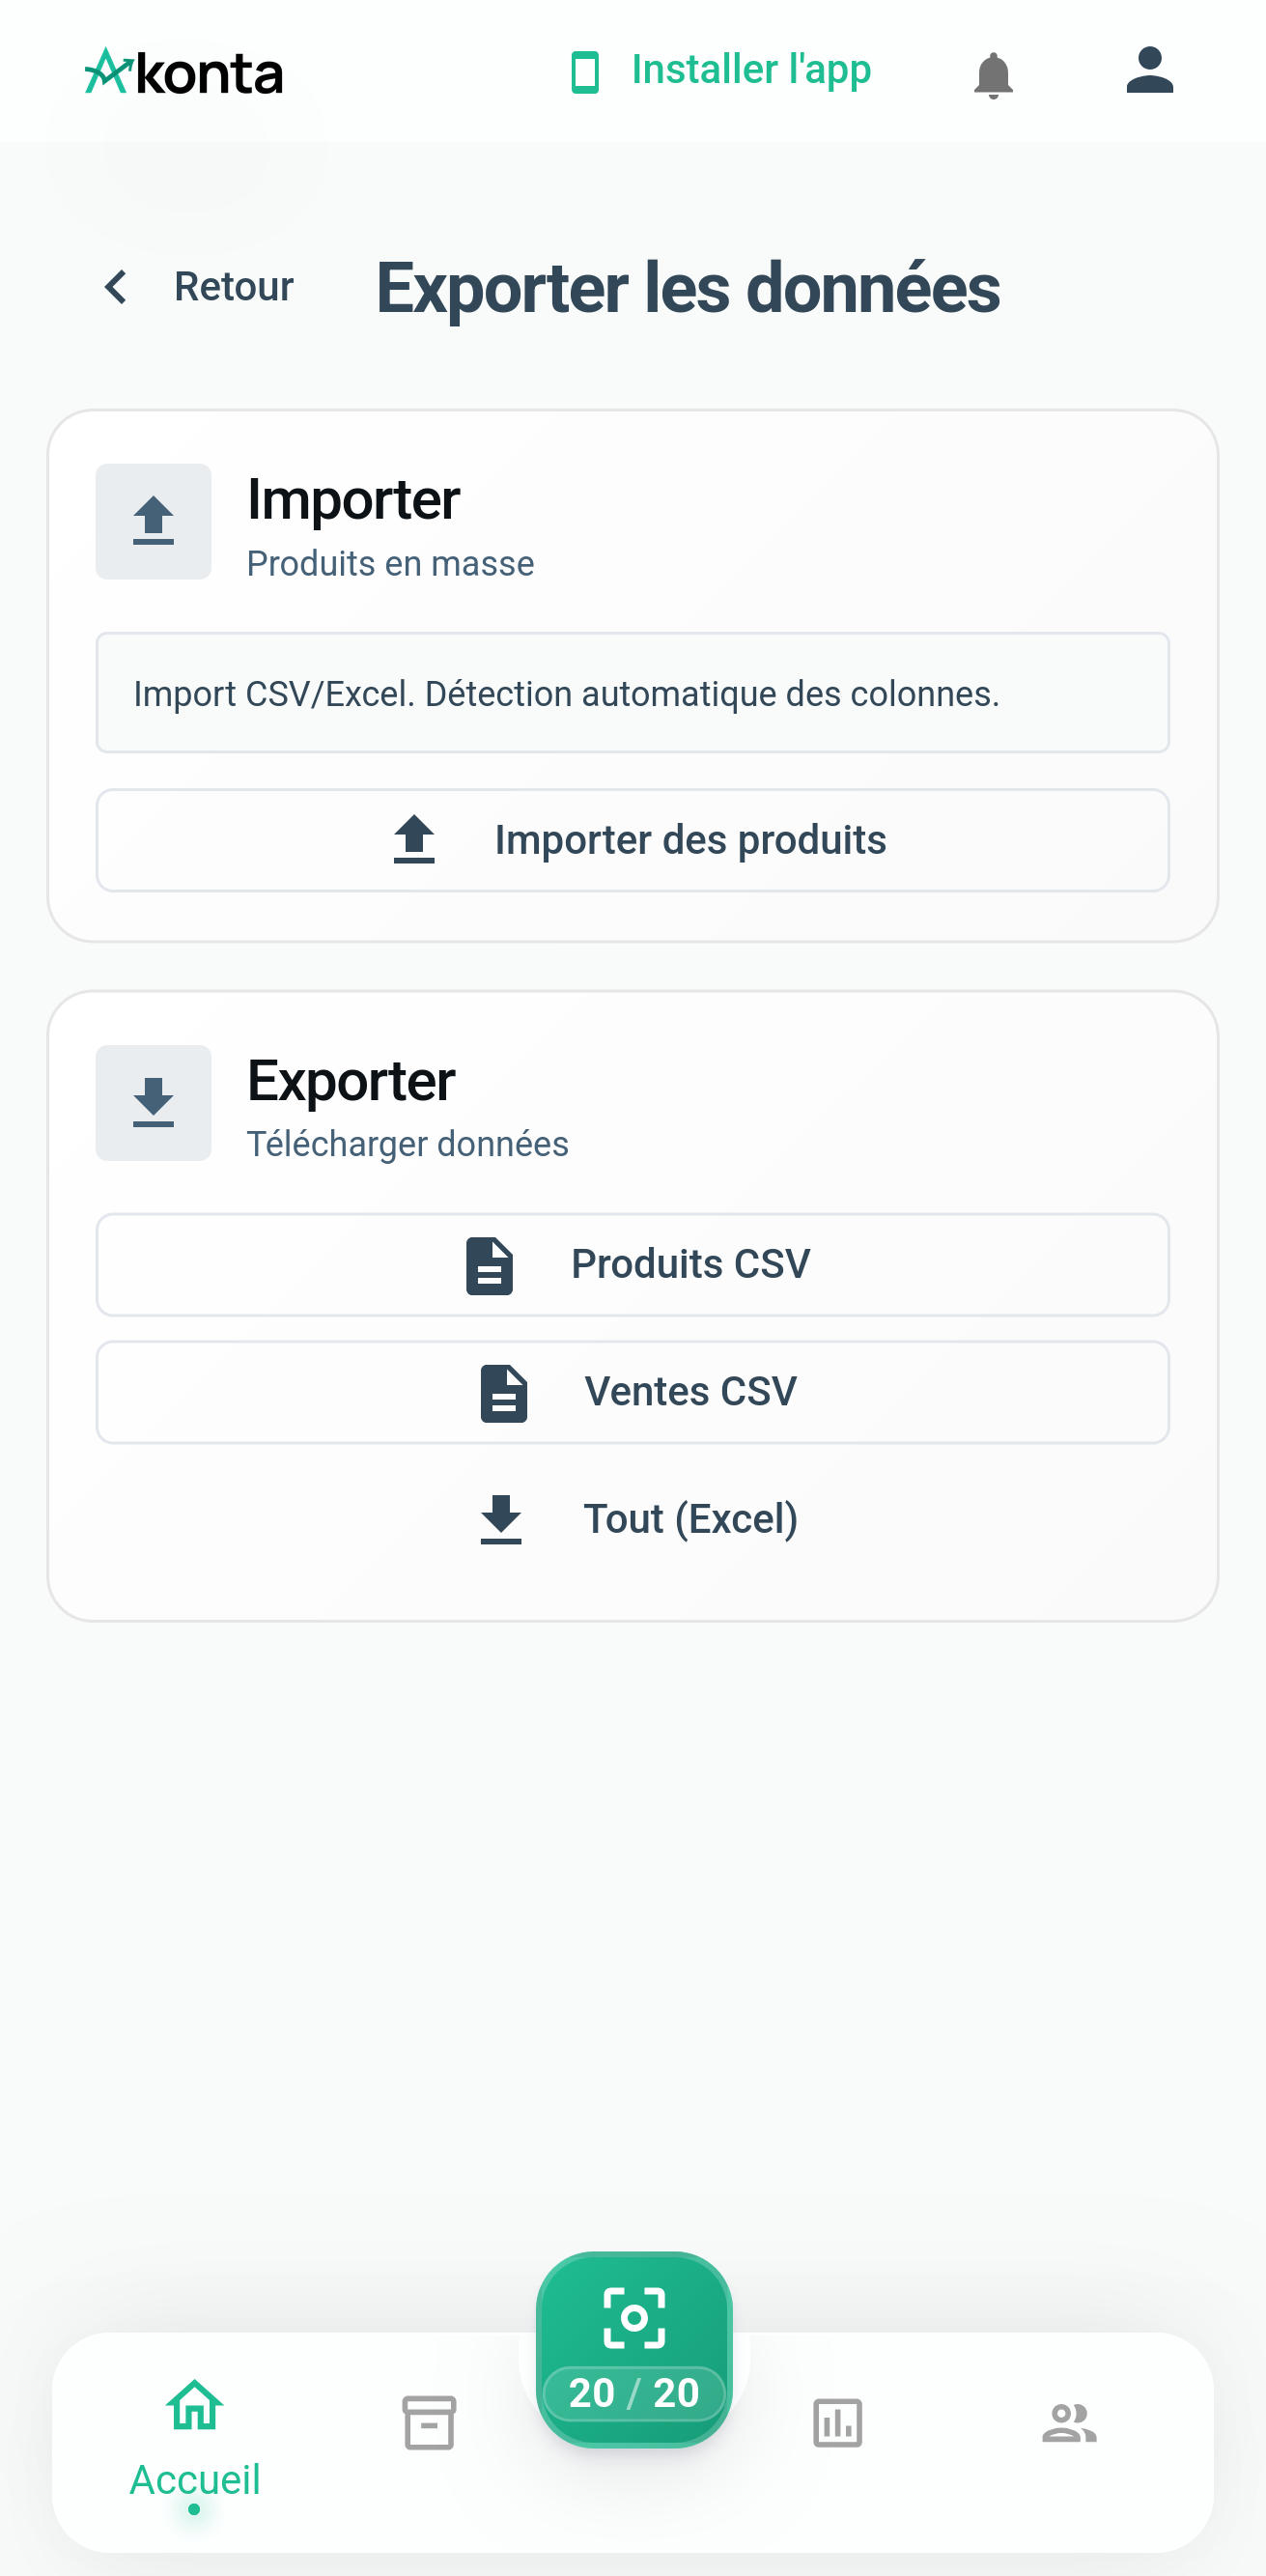 Akonta
Installer l'app
Retour
Exporter les données
Importer
Produits en masse
Import CSV/Excel. Détection automatique des colonnes.
Importer des produits
Exporter
Télécharger données
Produits CSV
Ventes CSV
Tout (Excel)
20 / 20
Accueil